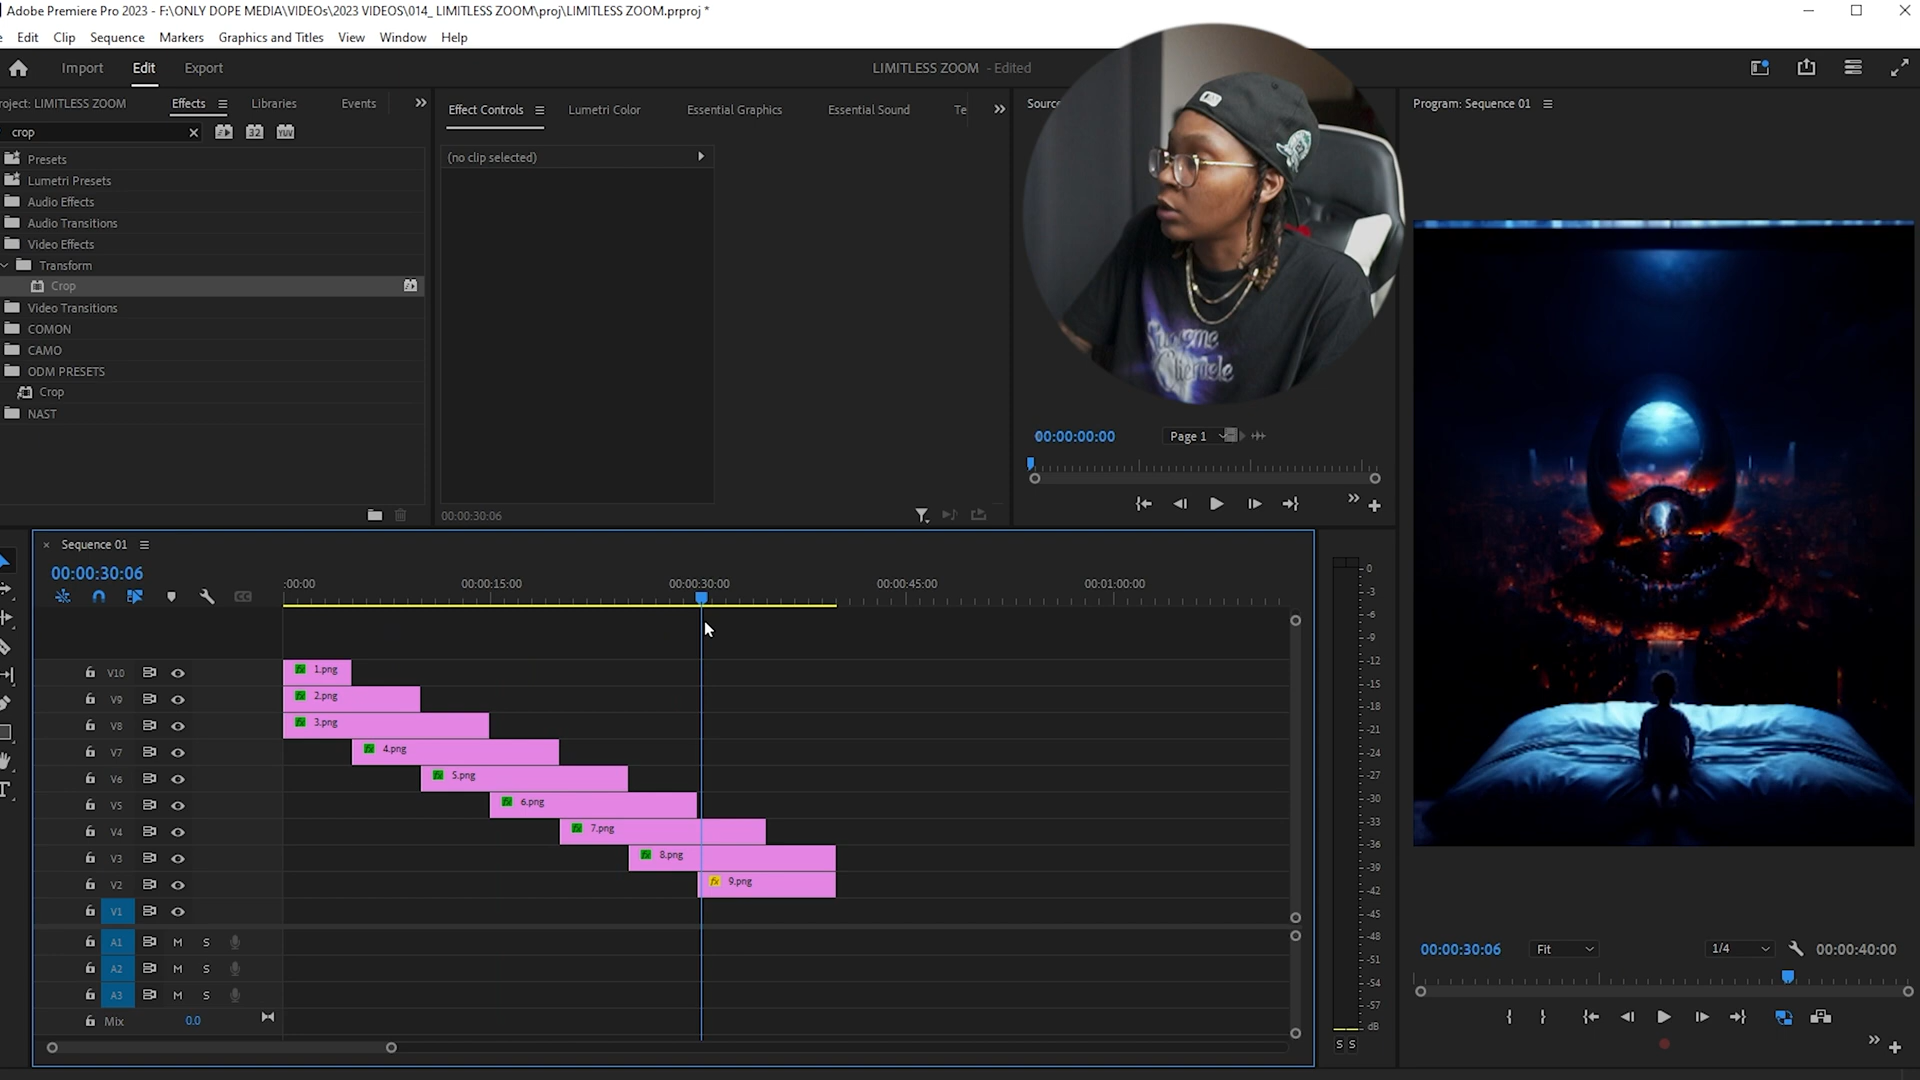 Adobe Premiere Pro 2023 - F:\ONLY DOPE MEDIA\VIDEOs\2023 VIDEOS\014_ LIMITLESS ZOOM\proj\LIMITLESS ZOOM.prproj *
Edit Clip Sequence Markers Graphics and Titles View Window Help
Import Edit Export
LIMITLESS ZOOM - Edited
roject: LIMITLESS ZOOM Effects Libraries Events
Effect Controls Lumetri Color Essential Graphics Essential Sound Te
Sourc
Program: Sequence 01
crop
32 YUV
(no clip selected)
Presets
Lumetri Presets
Audio Effects
Audio Transitions
Video Effects
Transform
Crop
Video Transitions
COMON
CAMO
ODM PRESETS
Crop
NAST
Supreme
Clientele
00:00:00:00 Page 1
00:00:30:06
Sequence 01
00:00:30:06
:00:00 00:00:15:00 00:00:30:00 00:00:45:00 00:01:00:00
CC
V10 1.png
V9 2.png
V8 3.png
V7 4.png
V6 5.png
V5 6.png
V4 7.png
V3 8.png
V2 9.png
V1
A1 M S
A2 M S
A3 M S
Mix 0.0
0
-3
-6
-9
-12
-15
-18
-21
-24
-27
-30
-33
-36
-39
-42
-45
-48
-51
-54
-57
dB
S S
00:00:30:06 Fit 1/4 00:00:40:00